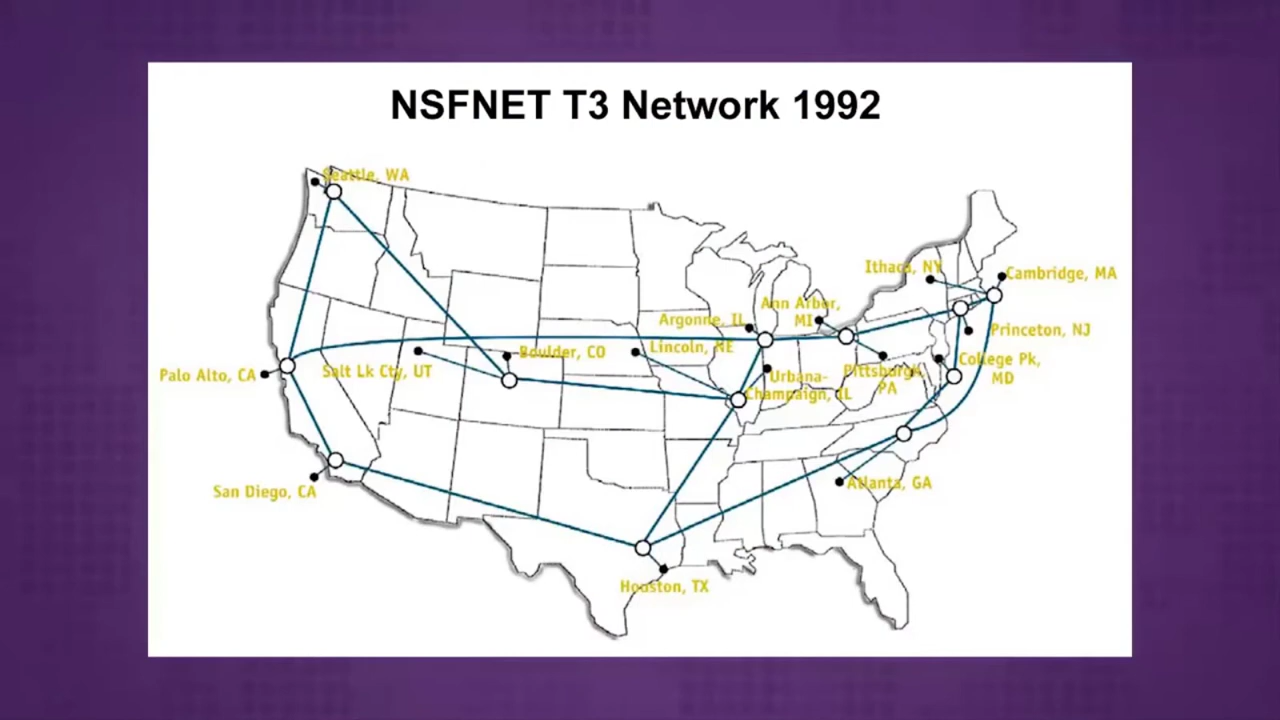 NSFNET T3 Network 1992
Seattle, WA
Ithaca, NY
Cambridge, MA
Ann Arbor,
MI
Argonne, IL
Princeton, NJ
Lincoln, NE
Boulder, CO
College Pk,
MD
Palo Alto, CA
Salt Lk Cty, UT
Pittsburgh,
PA
Urbana-
Champaign, IL
Atlanta, GA
San Diego, CA
Houston, TX